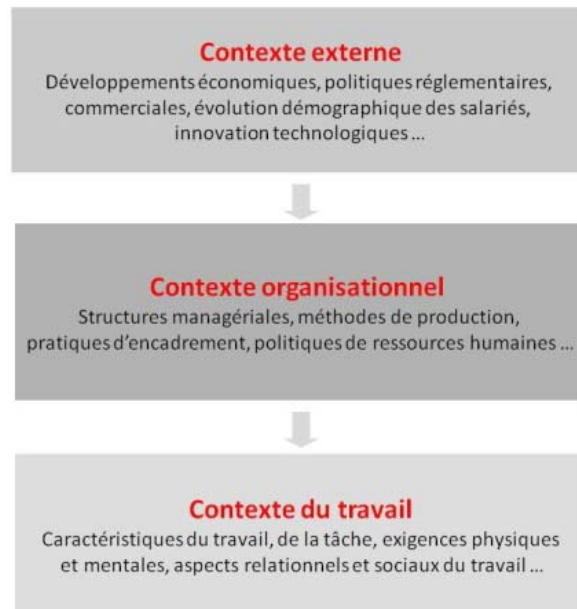 Contexte externe
Développements économiques, politiques réglementaires,
commerciales, évolution démographique des salariés,
innovation technologiques ...
Contexte organisationnel
Structures managériales, méthodes de production,
pratiques d'encadrement, politiques de ressources humaines ...
Contexte du travail
Caractéristiques du travail, de la tâche, exigences physiques
et mentales, aspects relationnels et sociaux du travail ...